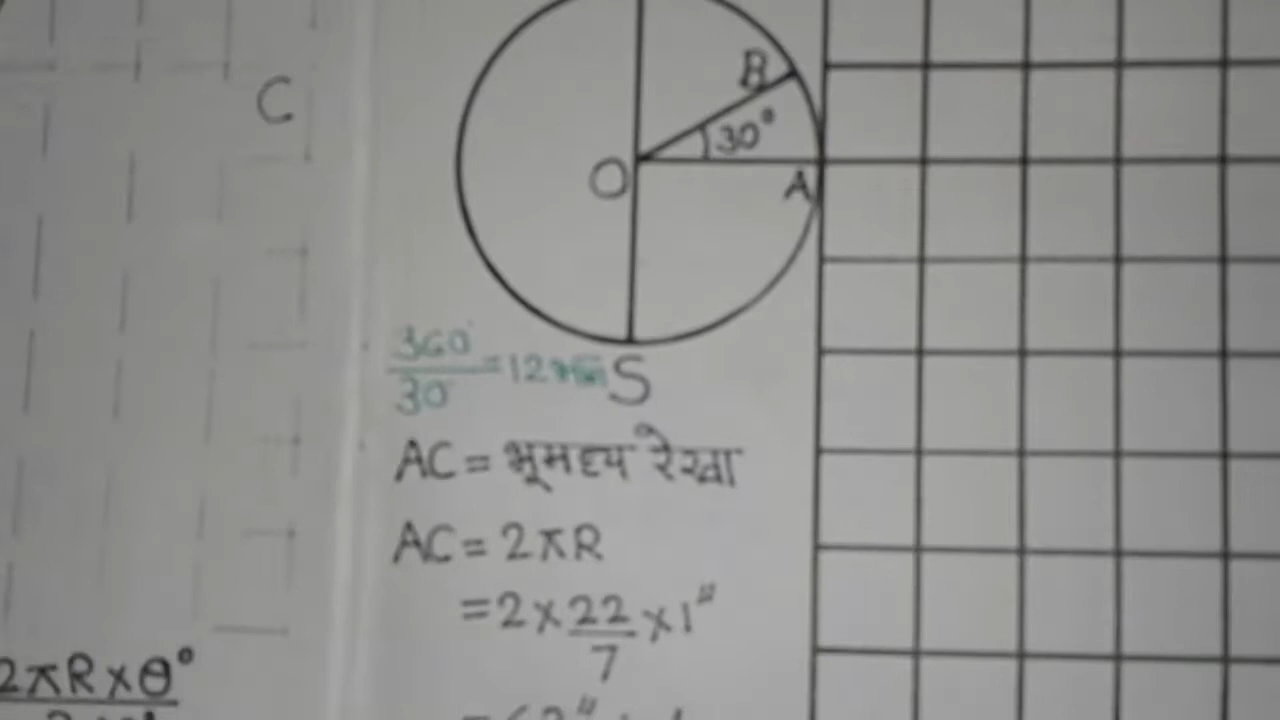 C
B
30°
O
A
360°
30°
=12
S
AC = भूमध्य रेखा
AC = 2πR
= 2 × 22/7 × 1"
2πR × θ°